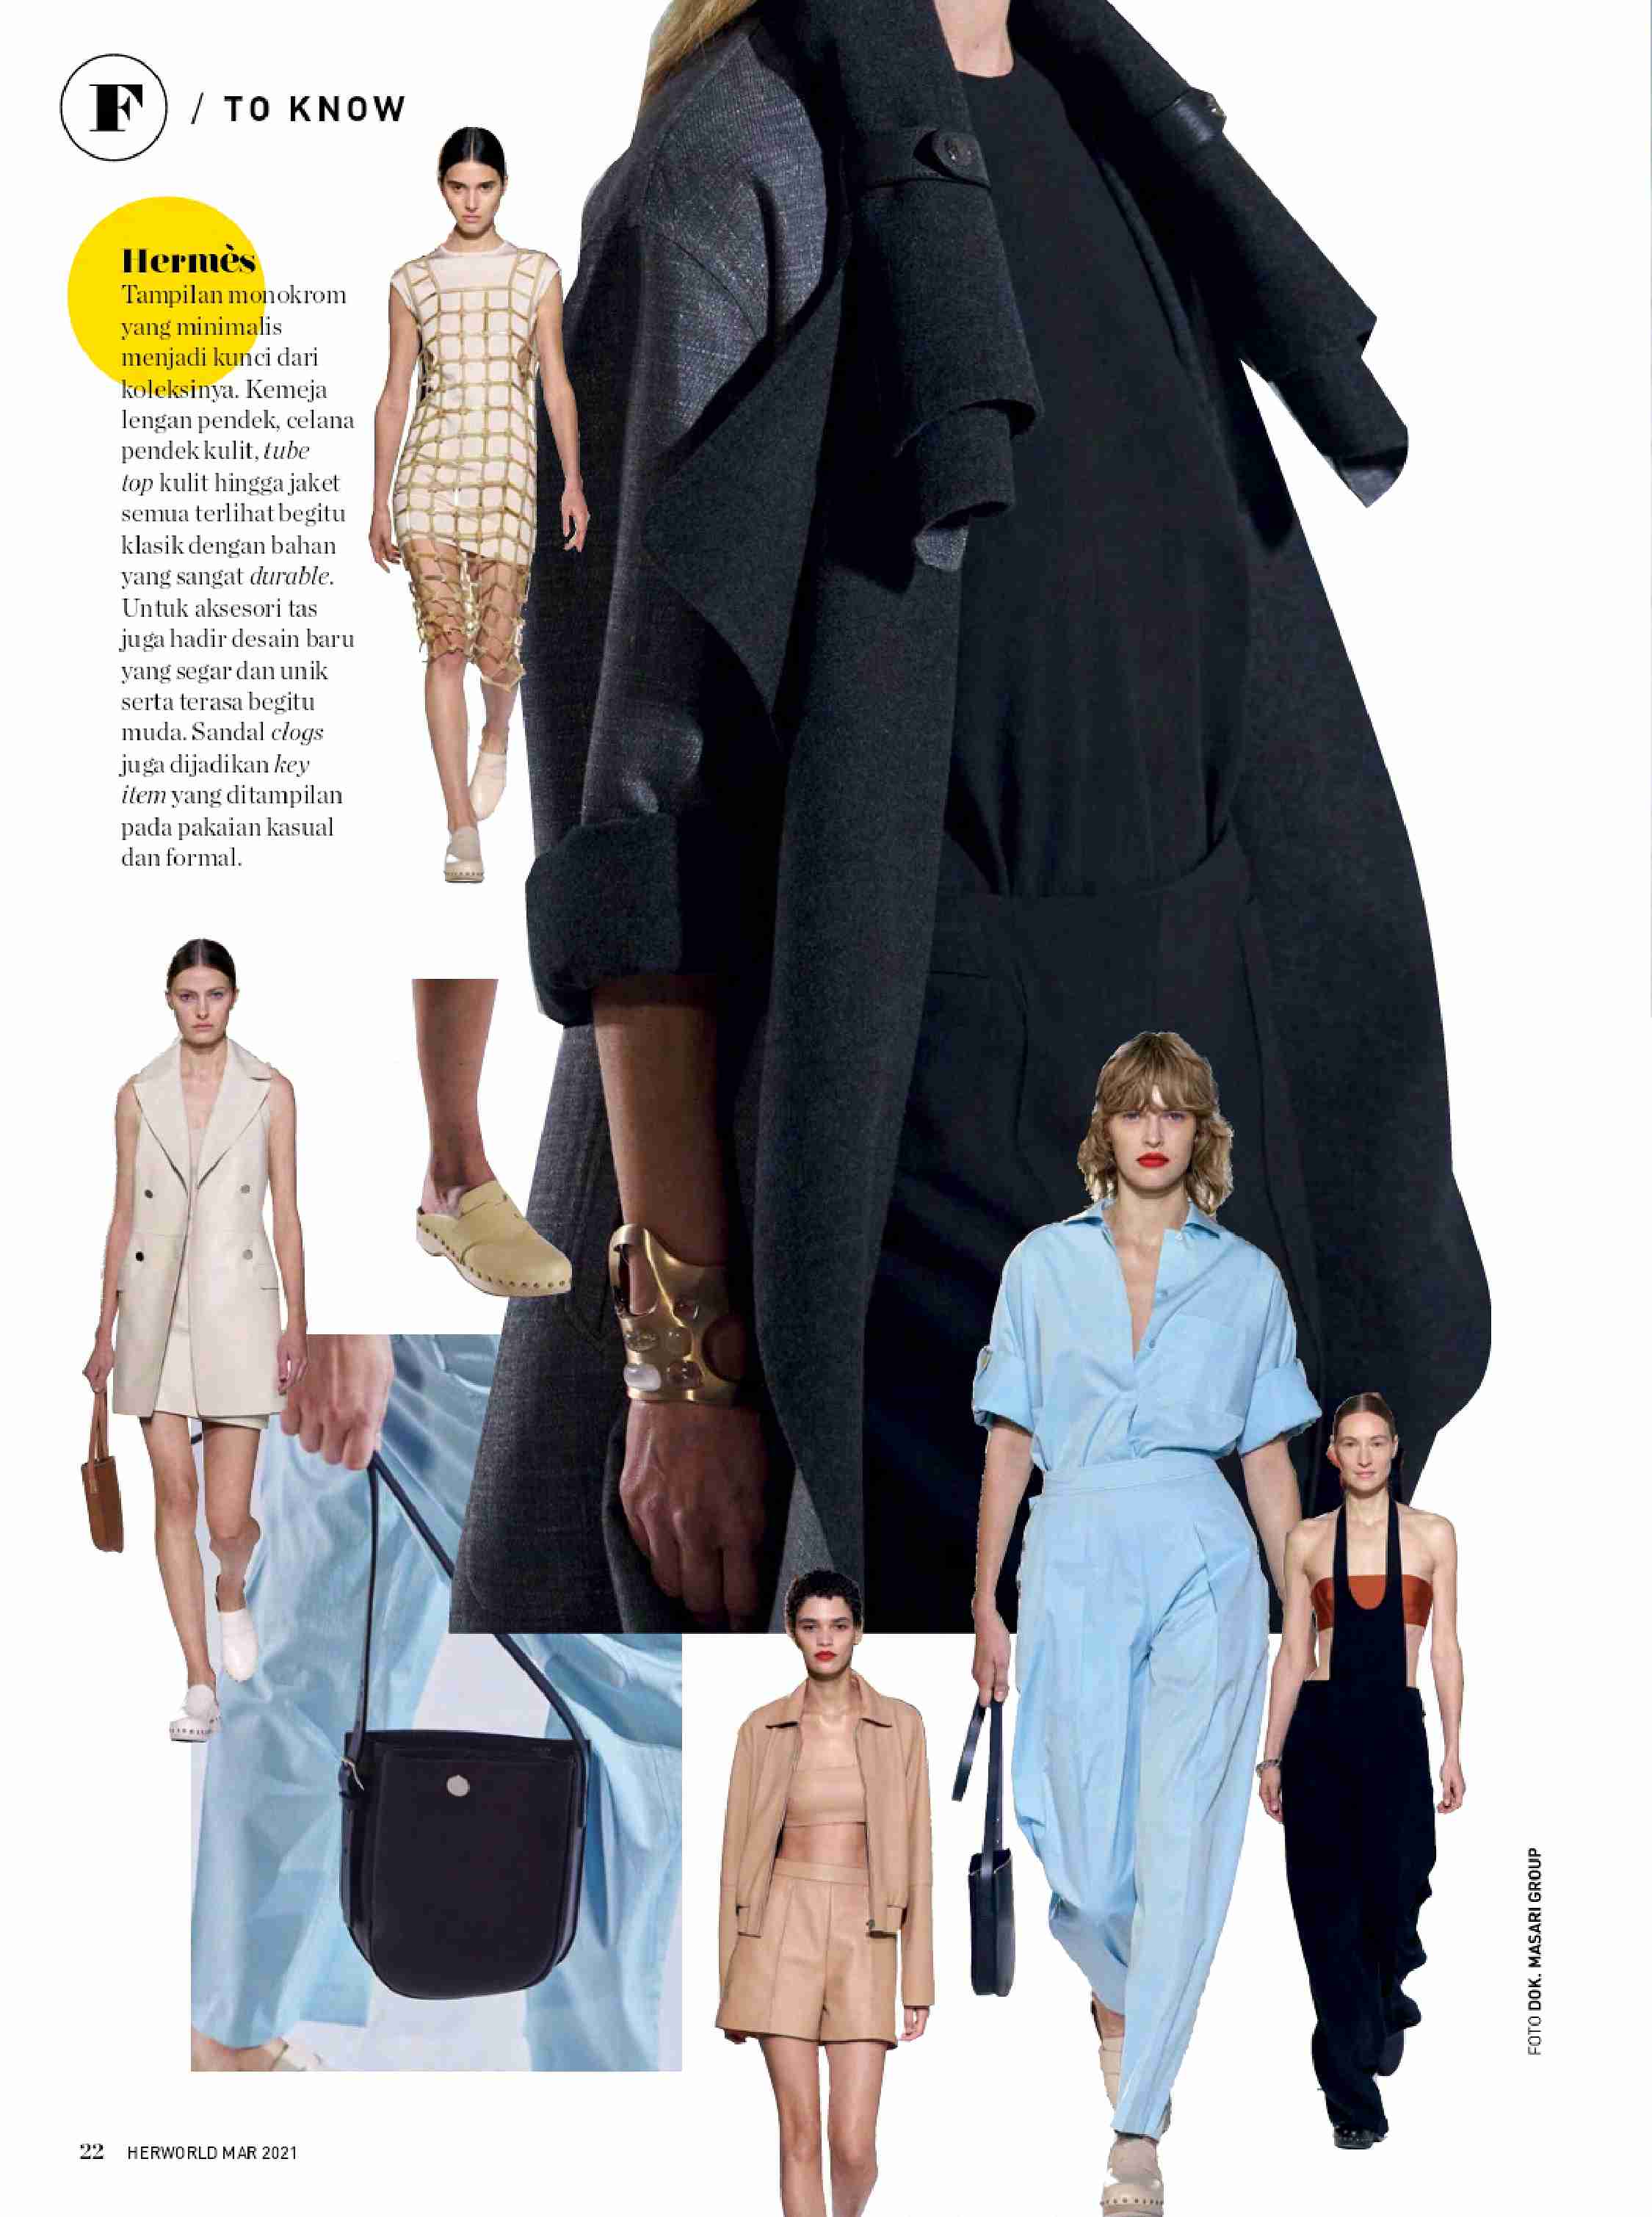 F / TO KNOW
Hermès
Tampilan monokrom
yang minimalis
menjadi kunci dari
koleksinya. Kemeja
lengan pendek, celana
pendek kulit, tube
top kulit hingga jaket
semua terlihat begitu
klasik dengan bahan
yang sangat durable.
Untuk aksesori tas
juga hadir desain baru
yang segar dan unik
serta terasa begitu
muda. Sandal clogs
juga dijadikan key
item yang ditampilan
pada pakaian kasual
dan formal.
FOTO DOK. MASARI GROUP
22 HERWORLD MAR 2021